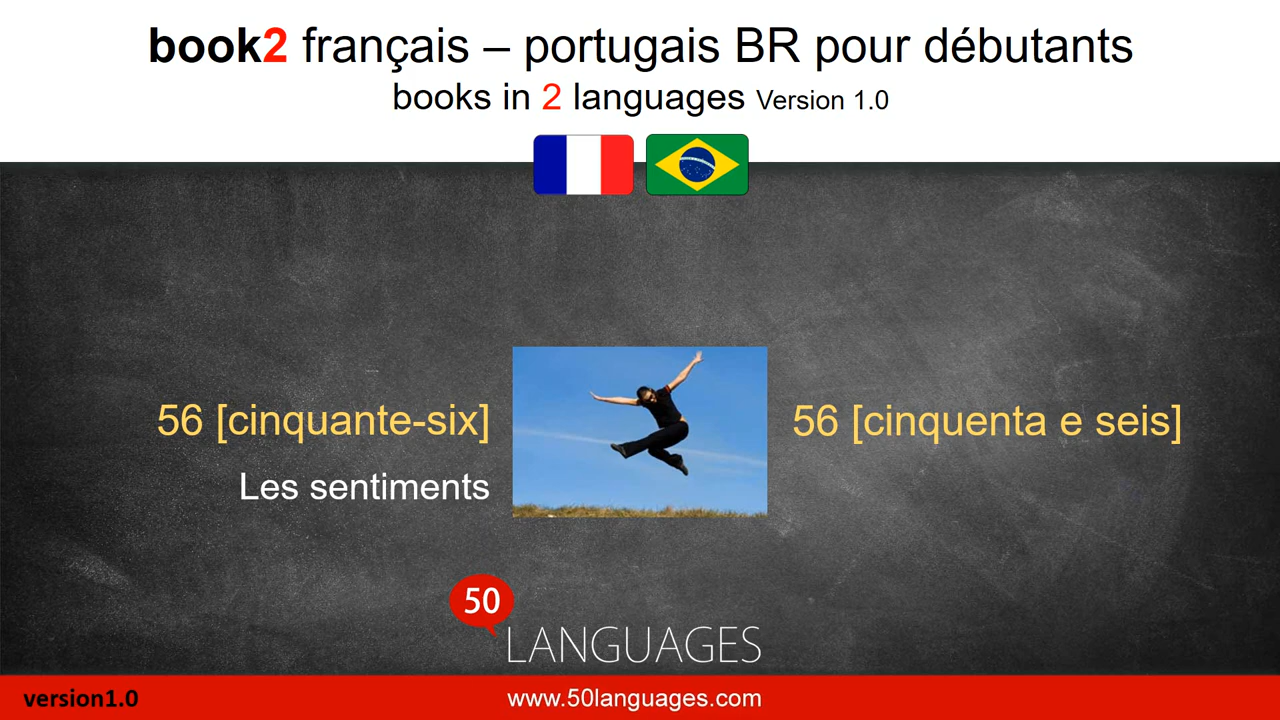 book2 français – portugais BR pour débutants
books in 2 languages Version 1.0
56 [cinquante-six]
Les sentiments
56 [cinquenta e seis]
50
LANGUAGES
version1.0
www.50languages.com